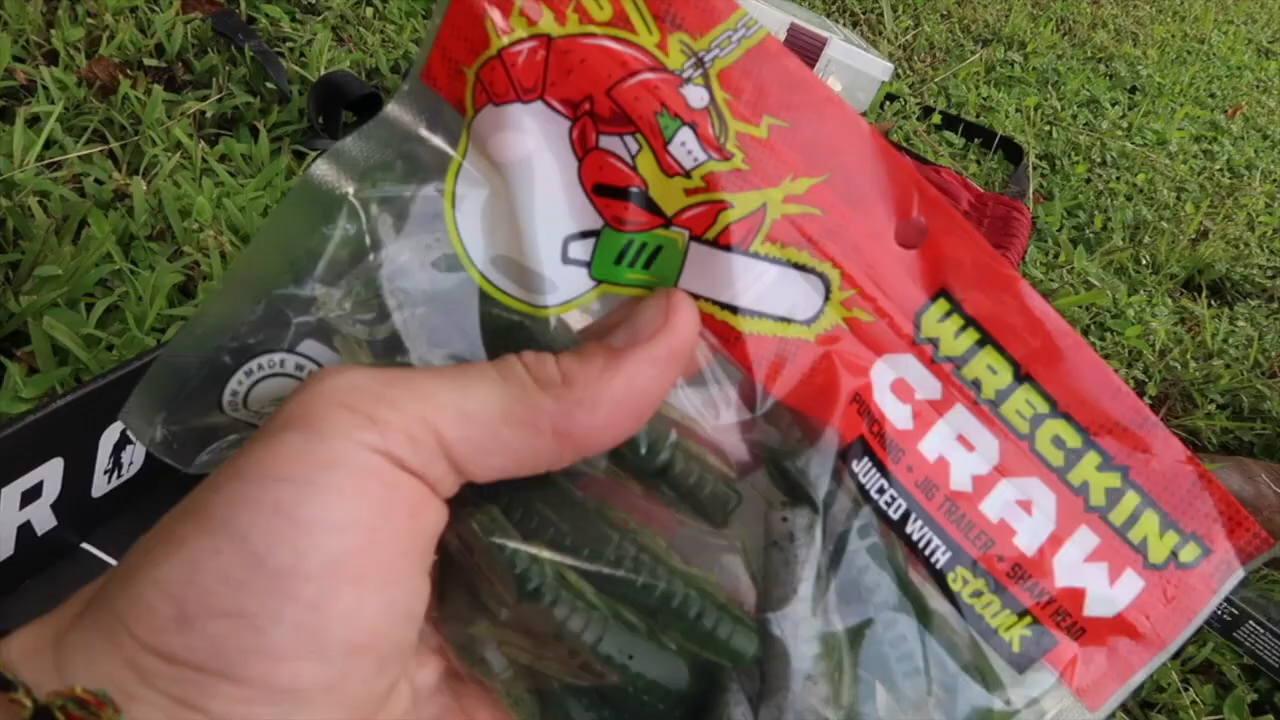 WRECKIN'
CRAW
PUNCHING + JIG TRAILER + SHAKY HEAD
JUICED WITH stank
MADE W
R